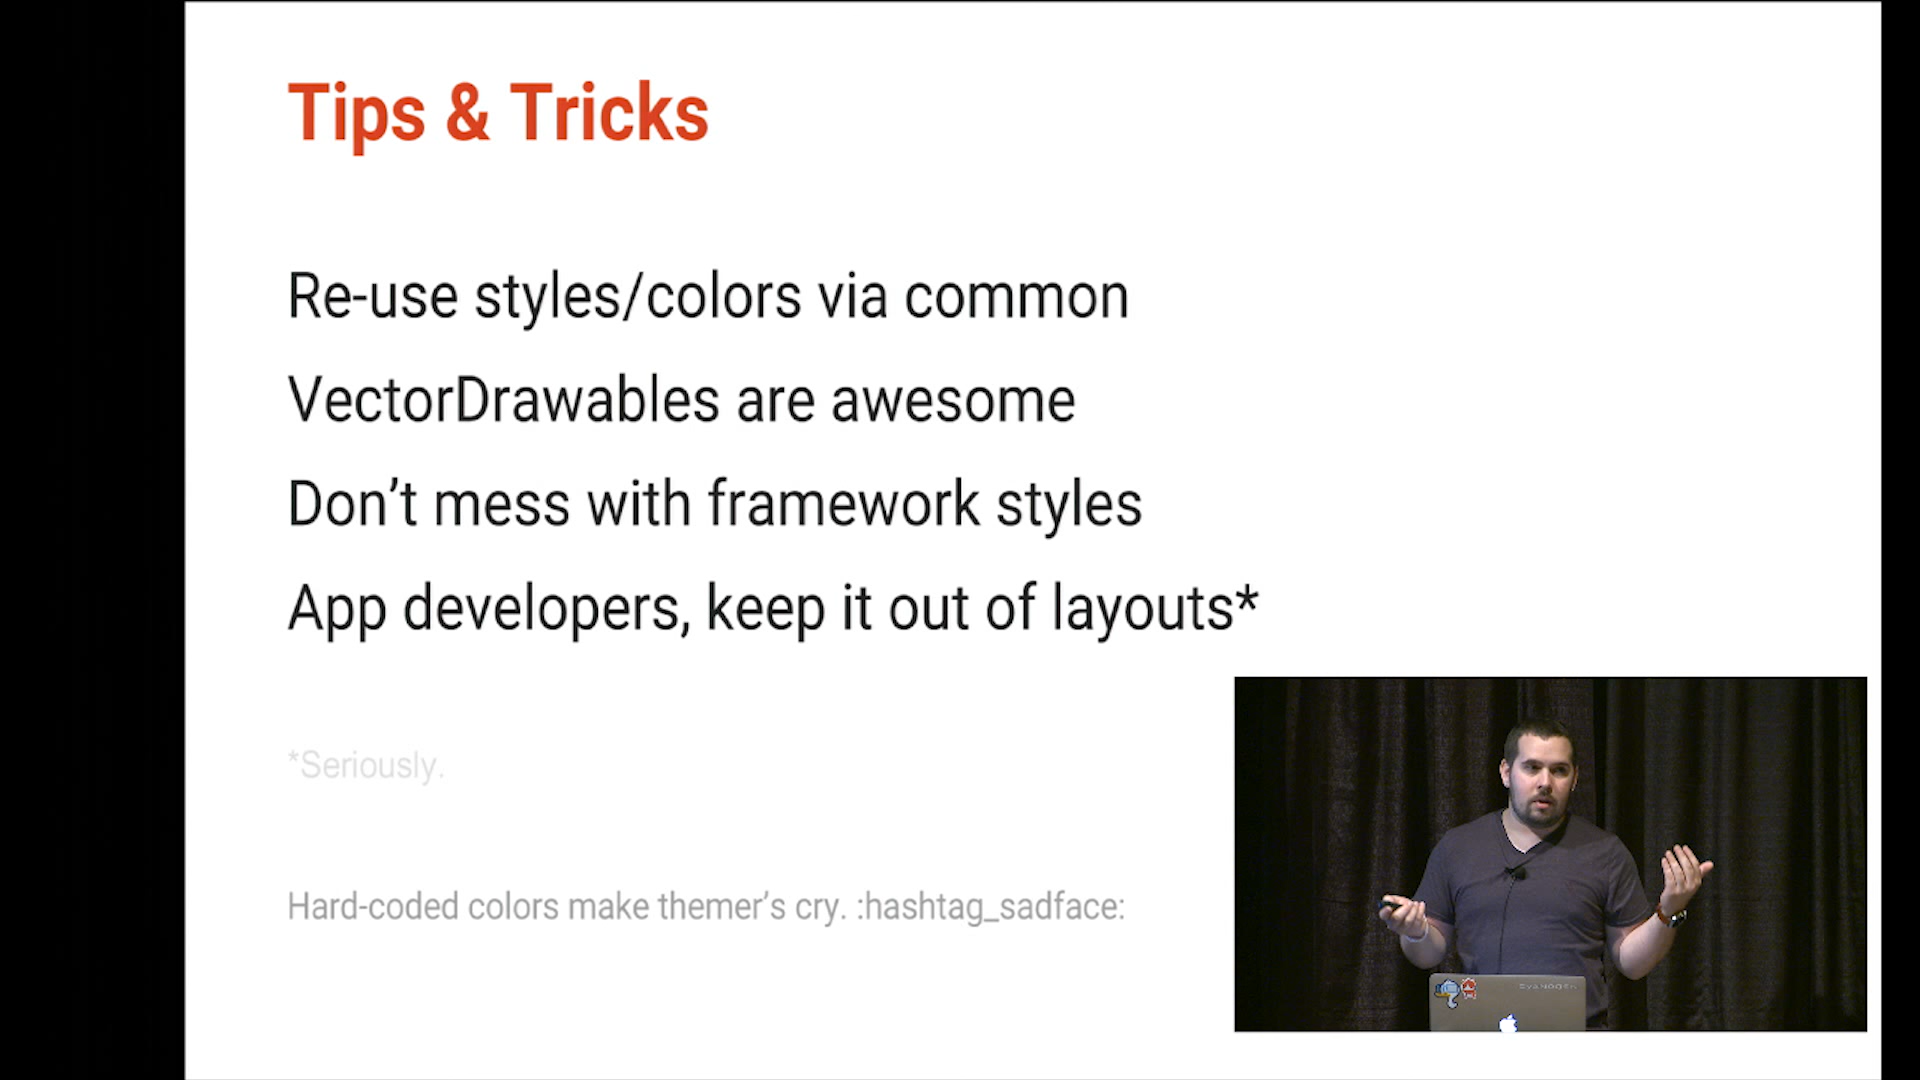 Tips & Tricks
Re-use styles/colors via common
VectorDrawables are awesome
Don’t mess with framework styles
App developers, keep it out of layouts*
*Seriously.
Hard-coded colors make themer’s cry. :hashtag_sadface:
CYANOGEN